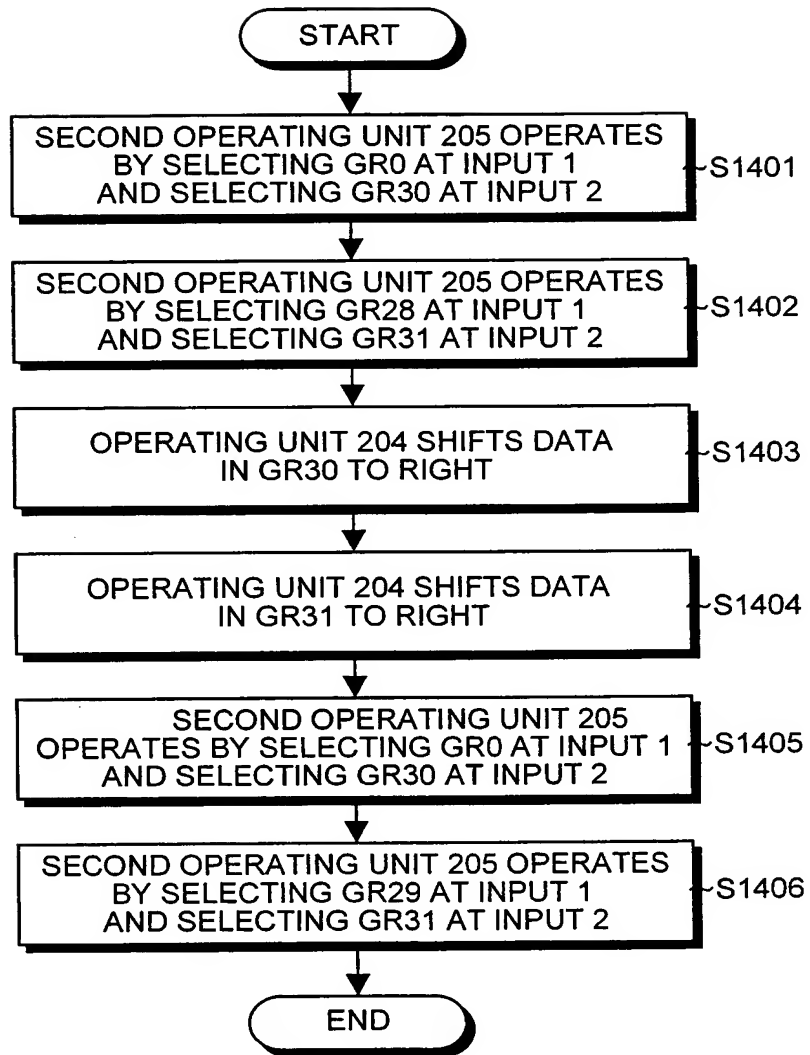 START
SECOND OPERATING UNIT 205 OPERATES
BY SELECTING GR0 AT INPUT 1
AND SELECTING GR30 AT INPUT 2
S1401
SECOND OPERATING UNIT 205 OPERATES
BY SELECTING GR28 AT INPUT 1
AND SELECTING GR31 AT INPUT 2
S1402
OPERATING UNIT 204 SHIFTS DATA
IN GR30 TO RIGHT
S1403
OPERATING UNIT 204 SHIFTS DATA
IN GR31 TO RIGHT
S1404
SECOND OPERATING UNIT 205
OPERATES BY SELECTING GR0 AT INPUT 1
AND SELECTING GR30 AT INPUT 2
S1405
SECOND OPERATING UNIT 205 OPERATES
BY SELECTING GR29 AT INPUT 1
AND SELECTING GR31 AT INPUT 2
S1406
END